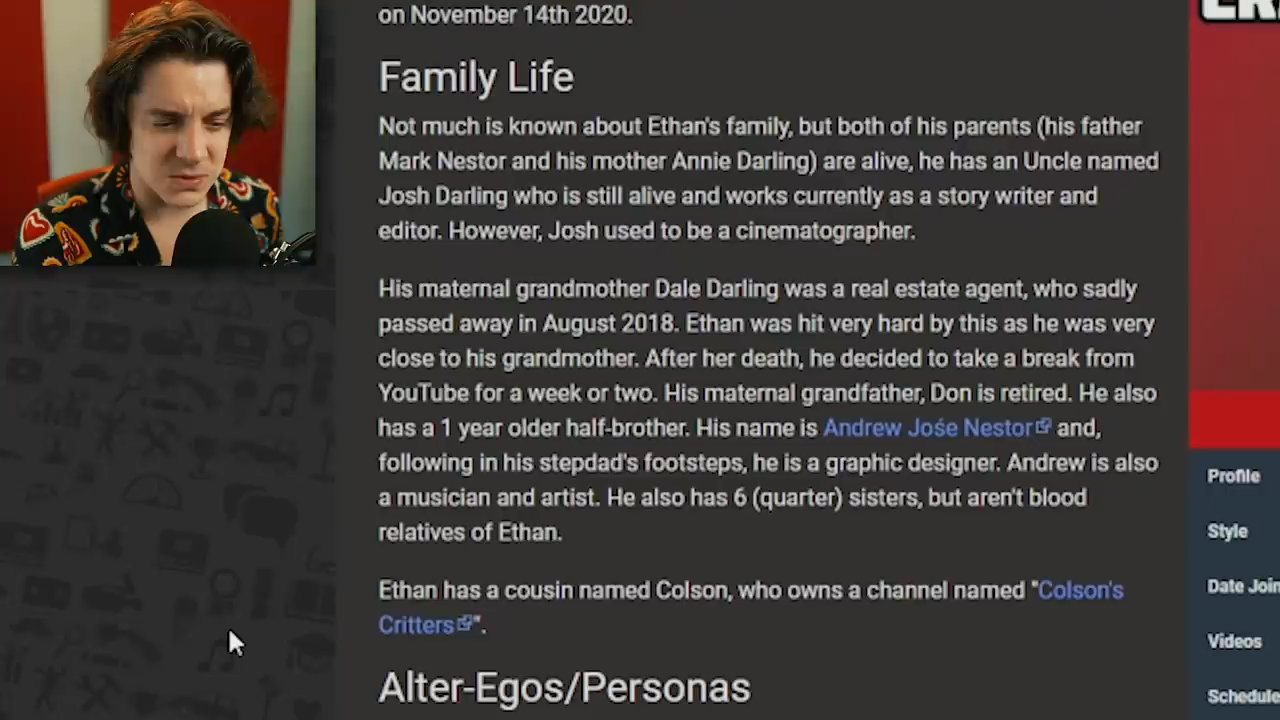 on November 14th 2020.
Family Life
Not much is known about Ethan's family, but both of his parents (his father
Mark Nestor and his mother Annie Darling) are alive, he has an Uncle named
Josh Darling who is still alive and works currently as a story writer and
editor. However, Josh used to be a cinematographer.
His maternal grandmother Dale Darling was a real estate agent, who sadly
passed away in August 2018. Ethan was hit very hard by this as he was very
close to his grandmother. After her death, he decided to take a break from
YouTube for a week or two. His maternal grandfather, Don is retired. He also
has a 1 year older half-brother. His name is Andrew Jośe Nestor and,
following in his stepdad's footsteps, he is a graphic designer. Andrew is also
a musician and artist. He also has 6 (quarter) sisters, but aren't blood
relatives of Ethan.
Ethan has a cousin named Colson, who owns a channel named "Colson's
Critters".
Alter-Egos/Personas
Profile
Style
Date Join
Videos
Schedule